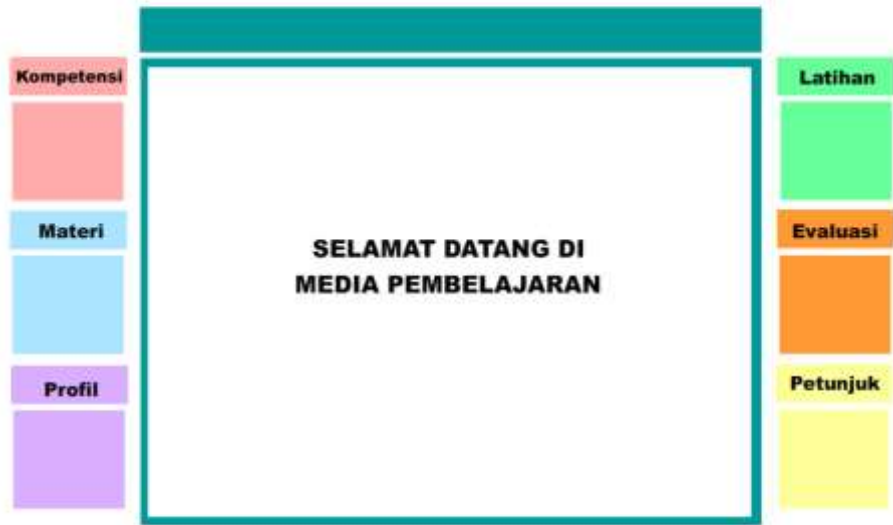 Kompetensi
Latihan
Materi
Evaluasi
SELAMAT DATANG DI
MEDIA PEMBELAJARAN
Profil
Petunjuk